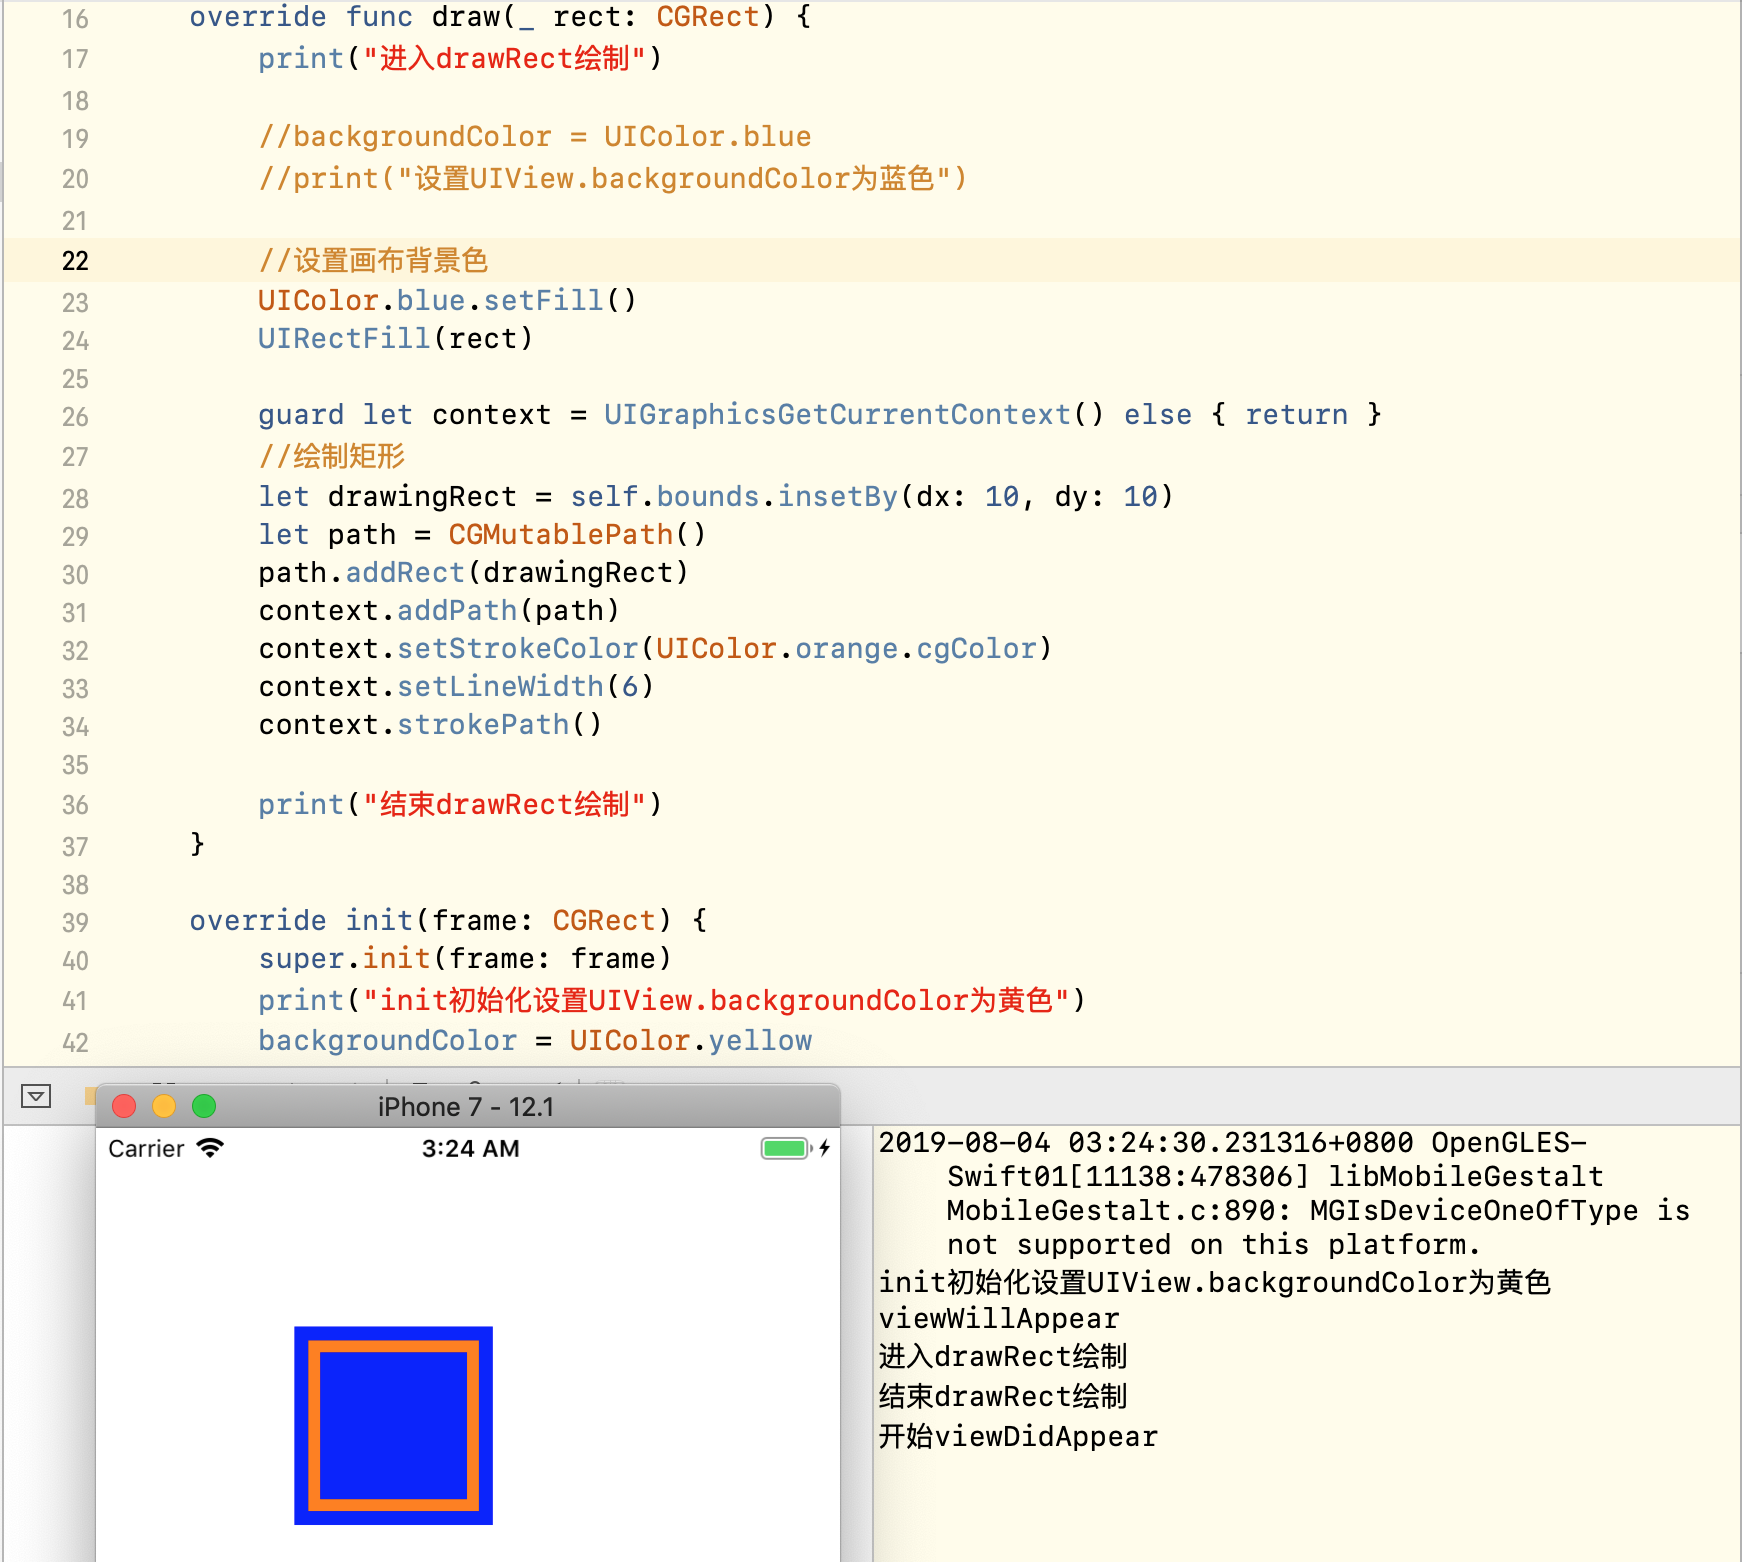 16 override func draw(_ rect: CGRect) {
17 print("进入drawRect绘制")
18
19 //backgroundColor = UIColor.blue
20 //print("设置UIView.backgroundColor为蓝色")
21
22 //设置画布背景色
23 UIColor.blue.setFill()
24 UIRectFill(rect)
25
26 guard let context = UIGraphicsGetCurrentContext() else { return }
27 //绘制矩形
28 let drawingRect = self.bounds.insetBy(dx: 10, dy: 10)
29 let path = CGMutablePath()
30 path.addRect(drawingRect)
31 context.addPath(path)
32 context.setStrokeColor(UIColor.orange.cgColor)
33 context.setLineWidth(6)
34 context.strokePath()
35
36 print("结束drawRect绘制")
37 }
38
39 override init(frame: CGRect) {
40 super.init(frame: frame)
41 print("init初始化设置UIView.backgroundColor为黄色")
42 backgroundColor = UIColor.yellow
iPhone 7 - 12.1
Carrier 3:24 AM
2019-08-04 03:24:30.231316+0800 OpenGLES-
Swift01[11138:478306] libMobileGestalt
MobileGestalt.c:890: MGIsDeviceOneOfType is
not supported on this platform.
init初始化设置UIView.backgroundColor为黄色
viewWillAppear
进入drawRect绘制
结束drawRect绘制
开始viewDidAppear